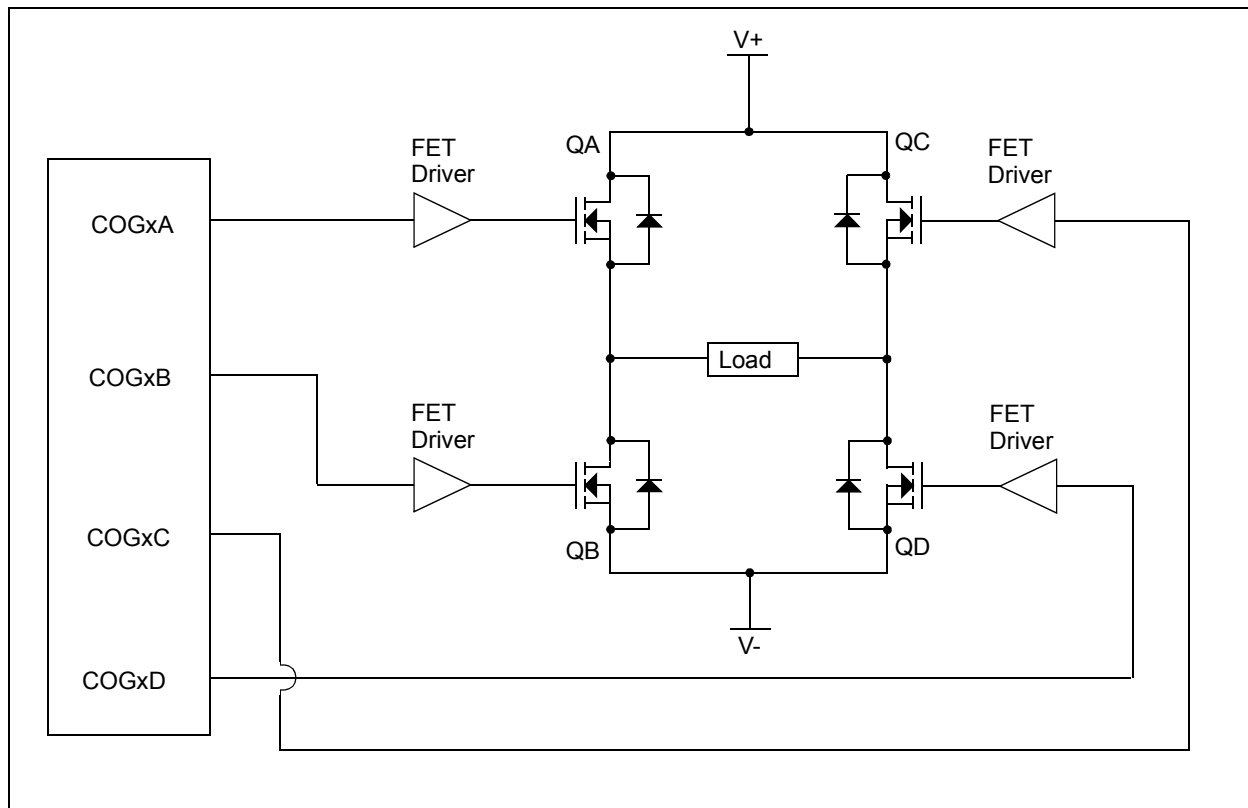 V+
QA
QC
FET
Driver
FET
Driver
COGxA
Load
COGxB
FET
Driver
FET
Driver
COGxC
QB
QD
V-
COGxD